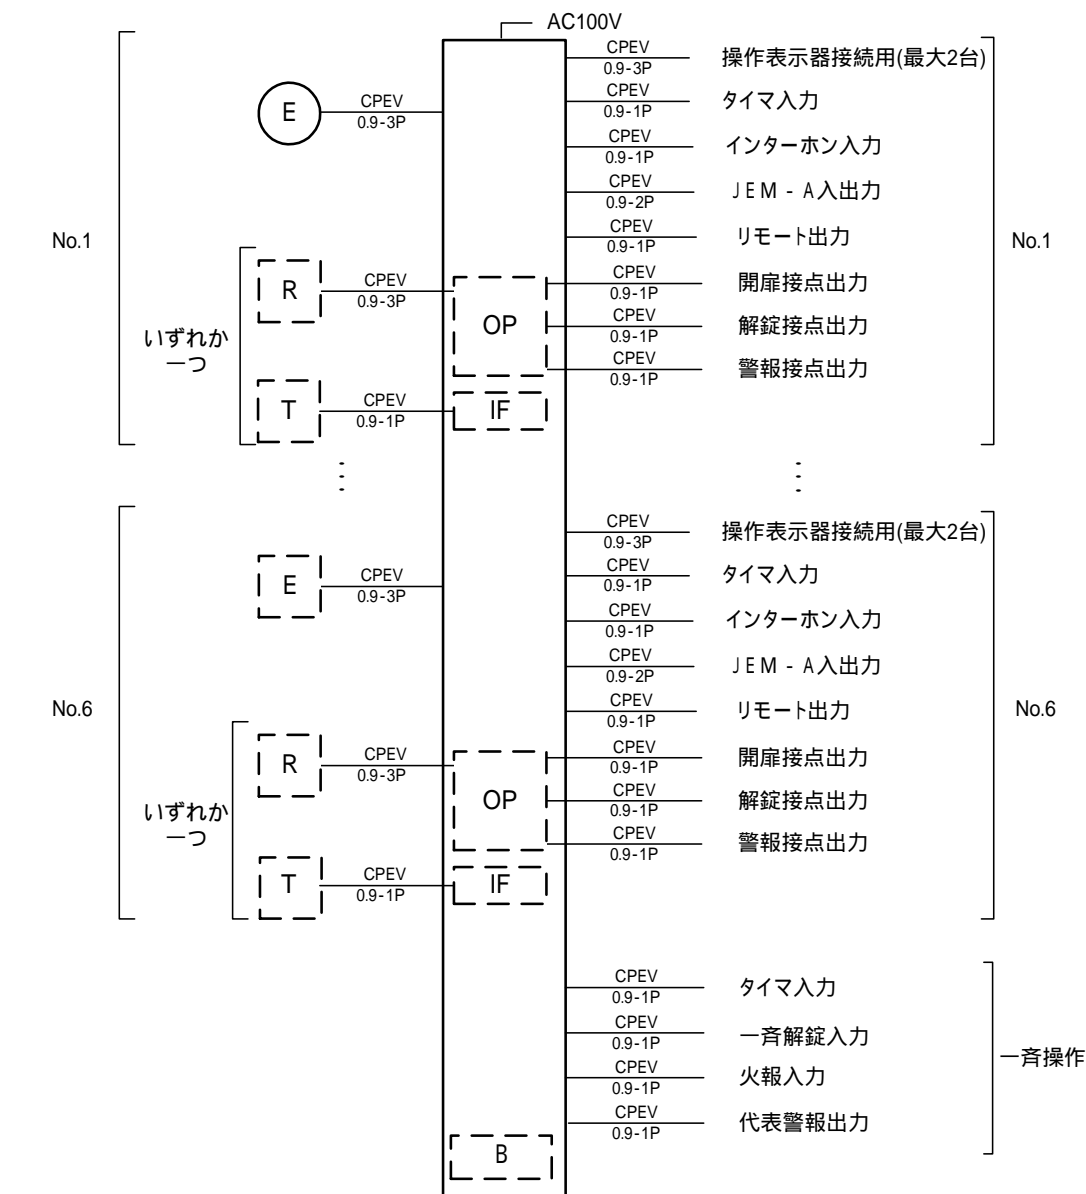 AC100V
CPEV
0.9-3P
操作表示器接続用(最大2台)
CPEV
0.9-1P
タイマ入力
E
CPEV
0.9-3P
CPEV
0.9-1P
インターホン入力
CPEV
0.9-2P
JEM - A入出力
No.1
CPEV
0.9-1P
リモート出力
No.1
R
CPEV
0.9-3P
OP
CPEV
0.9-1P
開扉接点出力
CPEV
0.9-1P
解錠接点出力
いずれか
一つ
CPEV
0.9-1P
警報接点出力
T
CPEV
0.9-1P
IF
CPEV
0.9-3P
操作表示器接続用(最大2台)
E
CPEV
0.9-3P
CPEV
0.9-1P
タイマ入力
CPEV
0.9-1P
インターホン入力
CPEV
0.9-2P
JEM - A入出力
No.6
CPEV
0.9-1P
リモート出力
No.6
R
CPEV
0.9-3P
OP
CPEV
0.9-1P
開扉接点出力
CPEV
0.9-1P
解錠接点出力
いずれか
一つ
CPEV
0.9-1P
警報接点出力
T
CPEV
0.9-1P
IF
CPEV
0.9-1P
タイマ入力
CPEV
0.9-1P
一斉解錠入力
一斉操作
CPEV
0.9-1P
火報入力
CPEV
0.9-1P
代表警報出力
B